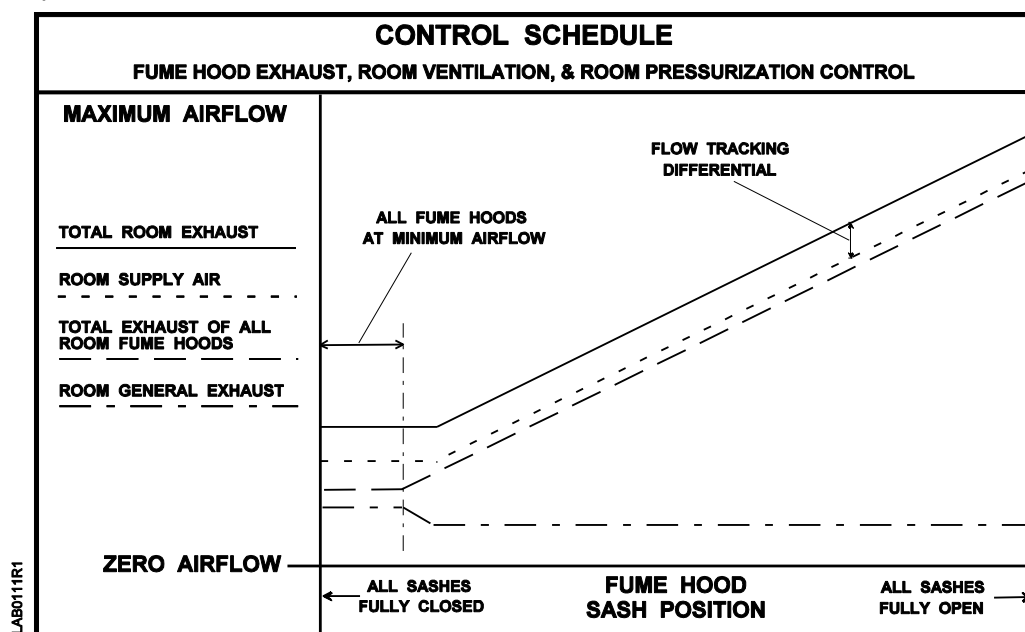 CONTROL SCHEDULE
FUME HOOD EXHAUST, ROOM VENTILATION, & ROOM PRESSURIZATION CONTROL
MAXIMUM AIRFLOW
FLOW TRACKING
DIFFERENTIAL
ALL FUME HOODS
AT MINIMUM AIRFLOW
TOTAL ROOM EXHAUST
ROOM SUPPLY AIR
TOTAL EXHAUST OF ALL
ROOM FUME HOODS
ROOM GENERAL EXHAUST
ZERO AIRFLOW
ALL SASHES
FULLY CLOSED
FUME HOOD
SASH POSITION
ALL SASHES
FULLY OPEN
LAB0111R1